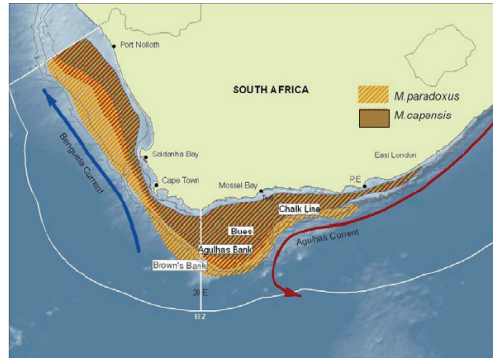 Port Nolloth
SOUTH AFRICA
M.paradoxus
M.capensis
Benguela Current
Saldanha Bay
Cape Town
Mossel Bay
P.E
East London
Chalk Line
Blues
Agulhas Bank
Agulhas Current
Brown's Bank
20 E
EEZ